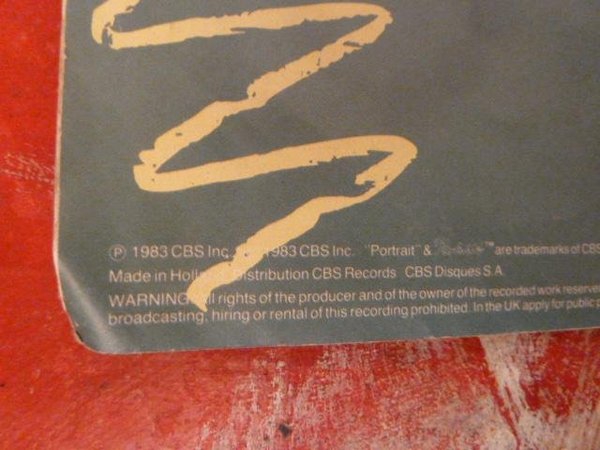 ℗ 1983 CBS Inc. 1983 CBS Inc. "Portrait" & ™ are trademarks of CBS
Made in Distribution CBS Records CBS Disques S.A.
WARNING: All rights of the producer and of the owner of the recorded work reserve
broadcasting, hiring or rental of this recording prohibited. In the UK apply for public